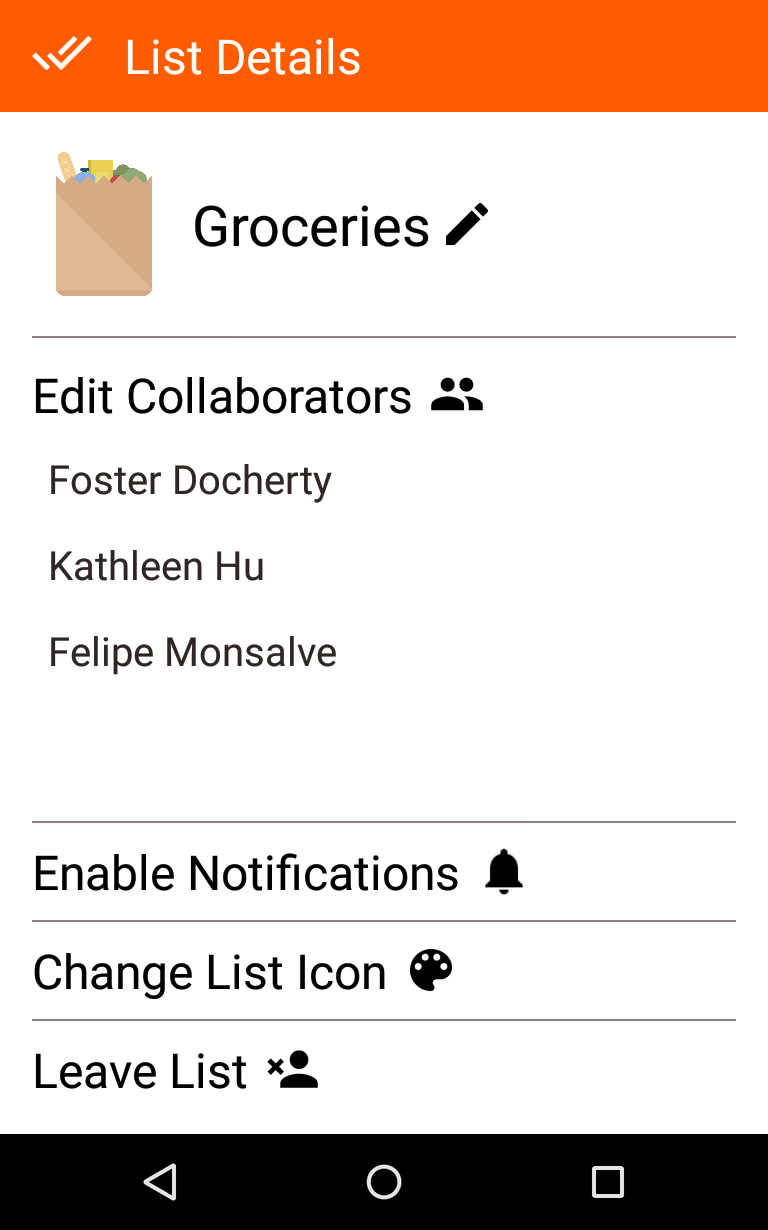 List Details
Groceries
Edit Collaborators
Foster Docherty
Kathleen Hu
Felipe Monsalve
Enable Notifications
Change List Icon
Leave List